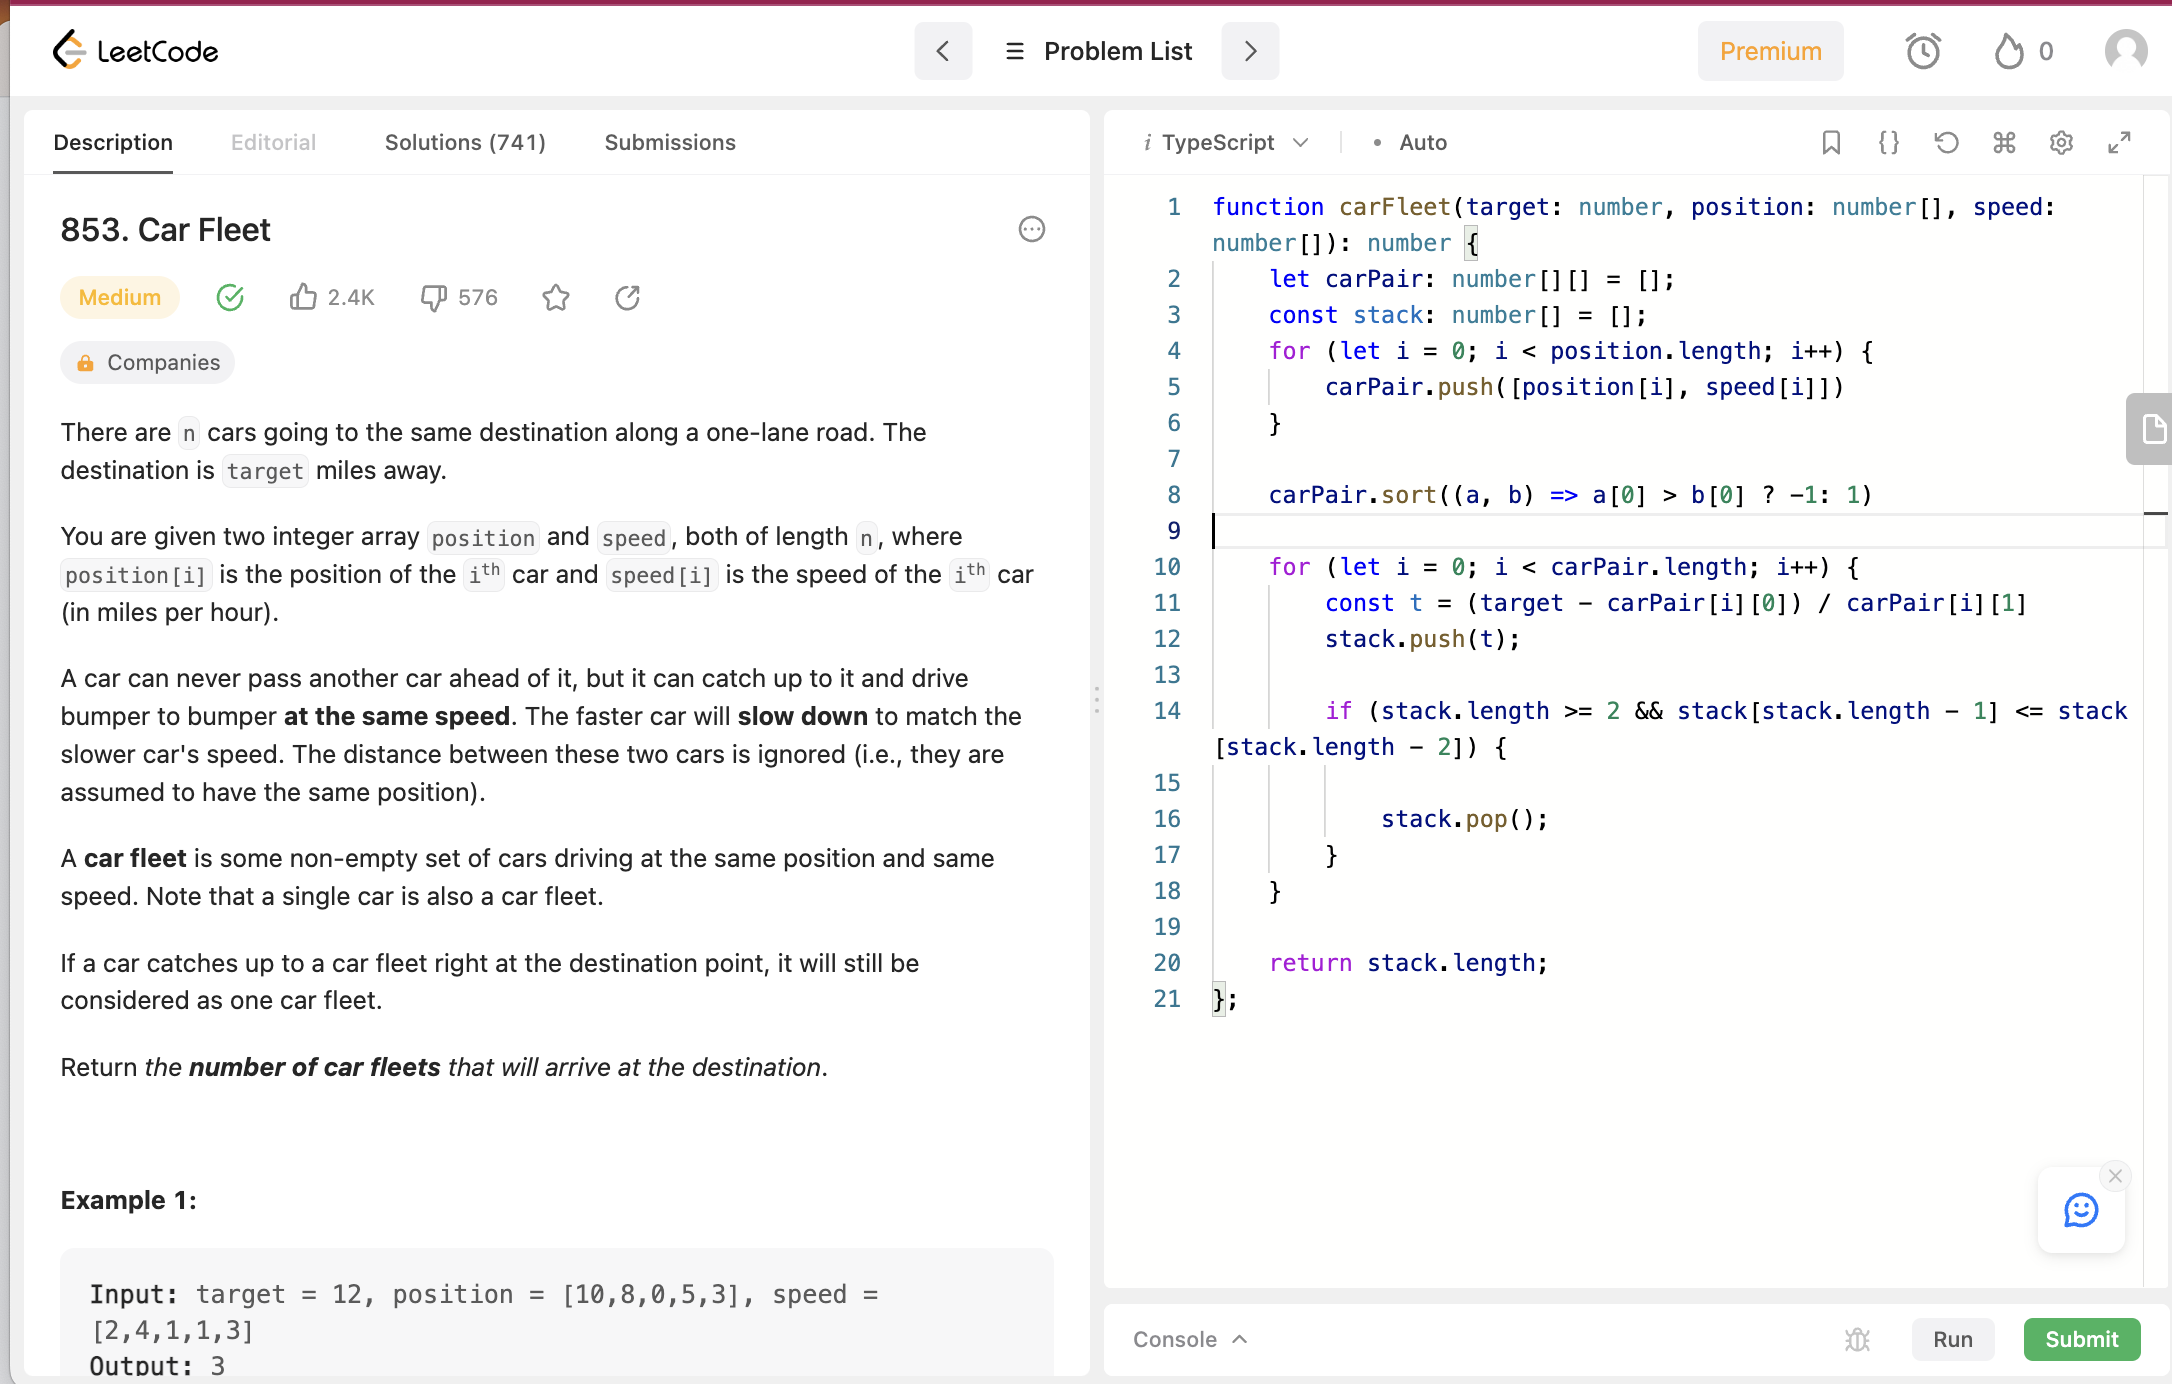 LeetCode
Problem List
Premium
0
Description Editorial Solutions (741) Submissions
853. Car Fleet
Medium 2.4K 576
Companies
There are n cars going to the same destination along a one-lane road. The
destination is target miles away.
You are given two integer array position and speed, both of length n, where
position[i] is the position of the ith car and speed[i] is the speed of the ith car
(in miles per hour).
A car can never pass another car ahead of it, but it can catch up to it and drive
bumper to bumper at the same speed. The faster car will slow down to match the
slower car's speed. The distance between these two cars is ignored (i.e., they are
assumed to have the same position).
A car fleet is some non-empty set of cars driving at the same position and same
speed. Note that a single car is also a car fleet.
If a car catches up to a car fleet right at the destination point, it will still be
considered as one car fleet.
Return the number of car fleets that will arrive at the destination.
Example 1:
Input: target = 12, position = [10,8,0,5,3], speed =
[2,4,1,1,3]
Output: 3
i TypeScript • Auto
1 function carFleet(target: number, position: number[], speed:
number[]): number {
2 let carPair: number[][] = [];
3 const stack: number[] = [];
4 for (let i = 0; i < position.length; i++) {
5 carPair.push([position[i], speed[i]])
6 }
7
8 carPair.sort((a, b) => a[0] > b[0] ? -1: 1)
9
10 for (let i = 0; i < carPair.length; i++) {
11 const t = (target - carPair[i][0]) / carPair[i][1]
12 stack.push(t);
13
14 if (stack.length >= 2 && stack[stack.length - 1] <= stack
[stack.length - 2]) {
15
16 stack.pop();
17 }
18 }
19
20 return stack.length;
21 };
Console
Run
Submit